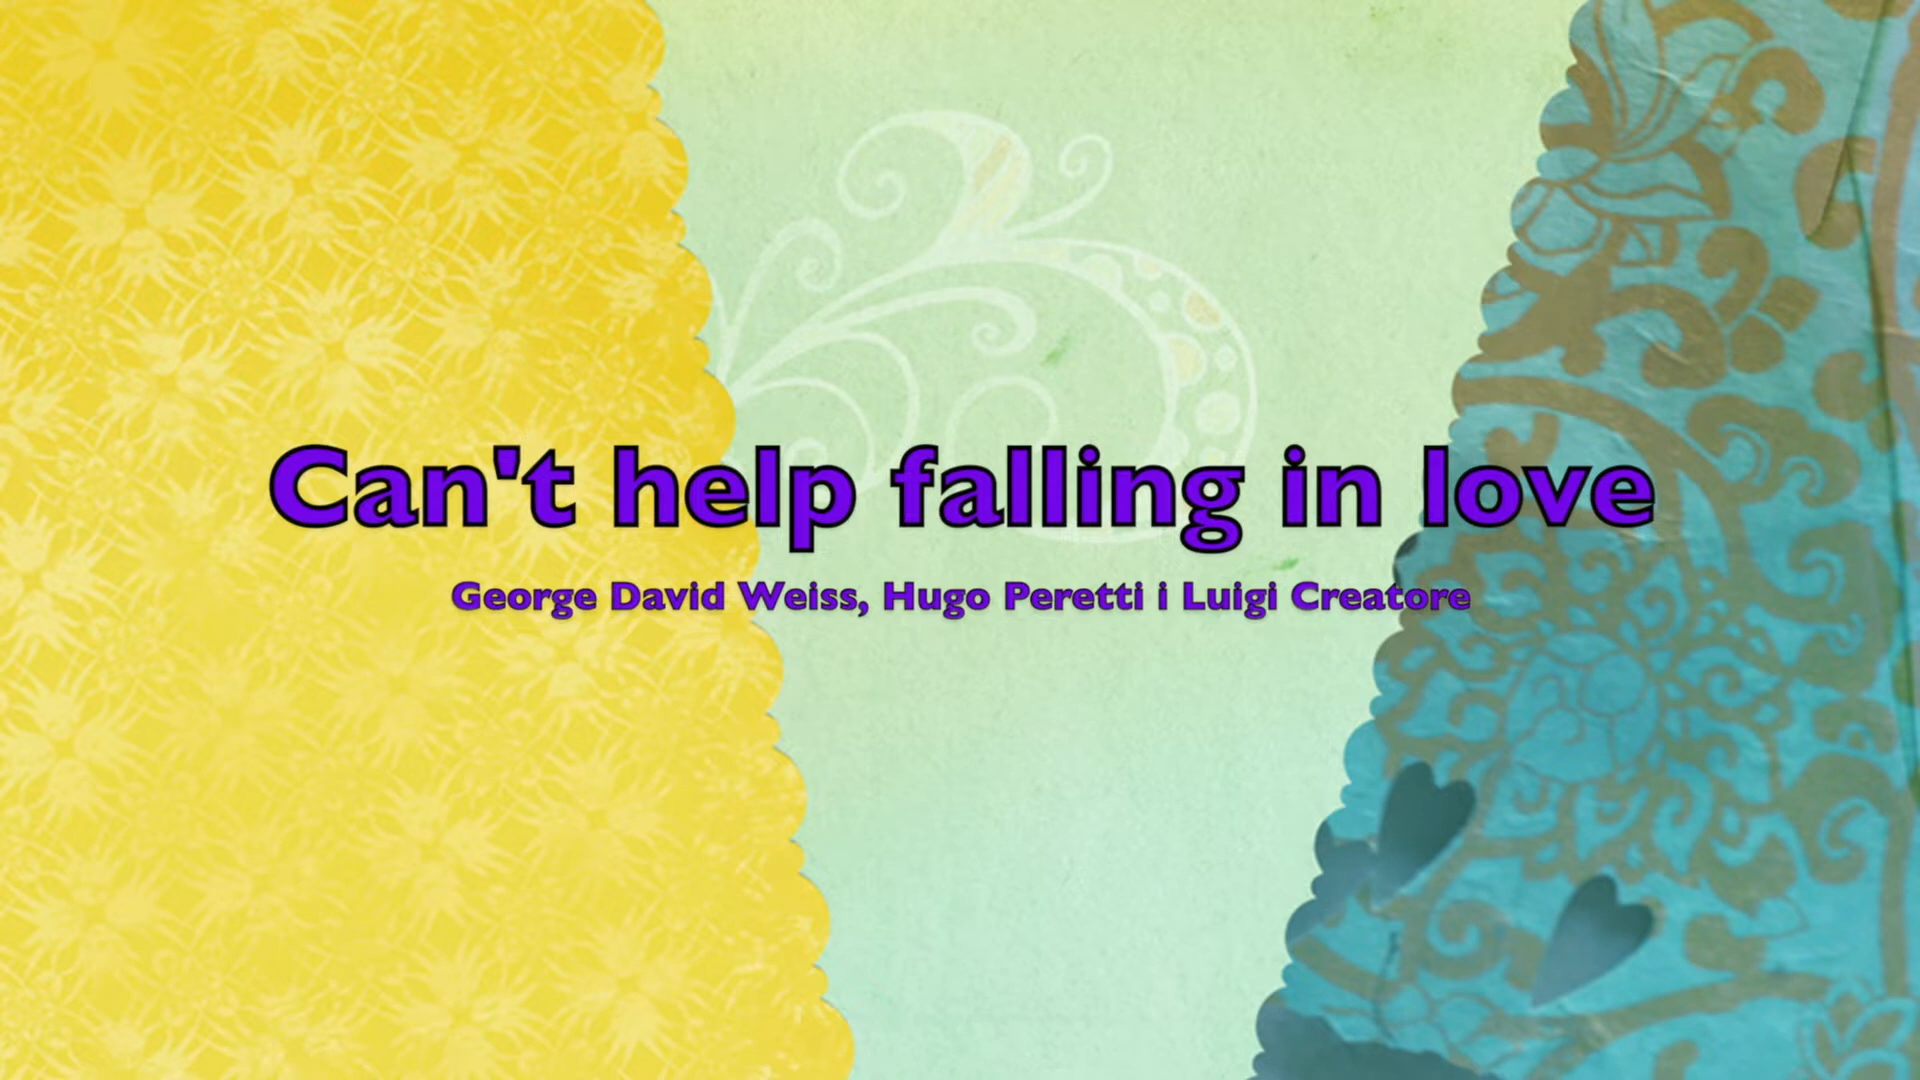 Can't help falling in love
George David Weiss, Hugo Peretti i Luigi Creatore